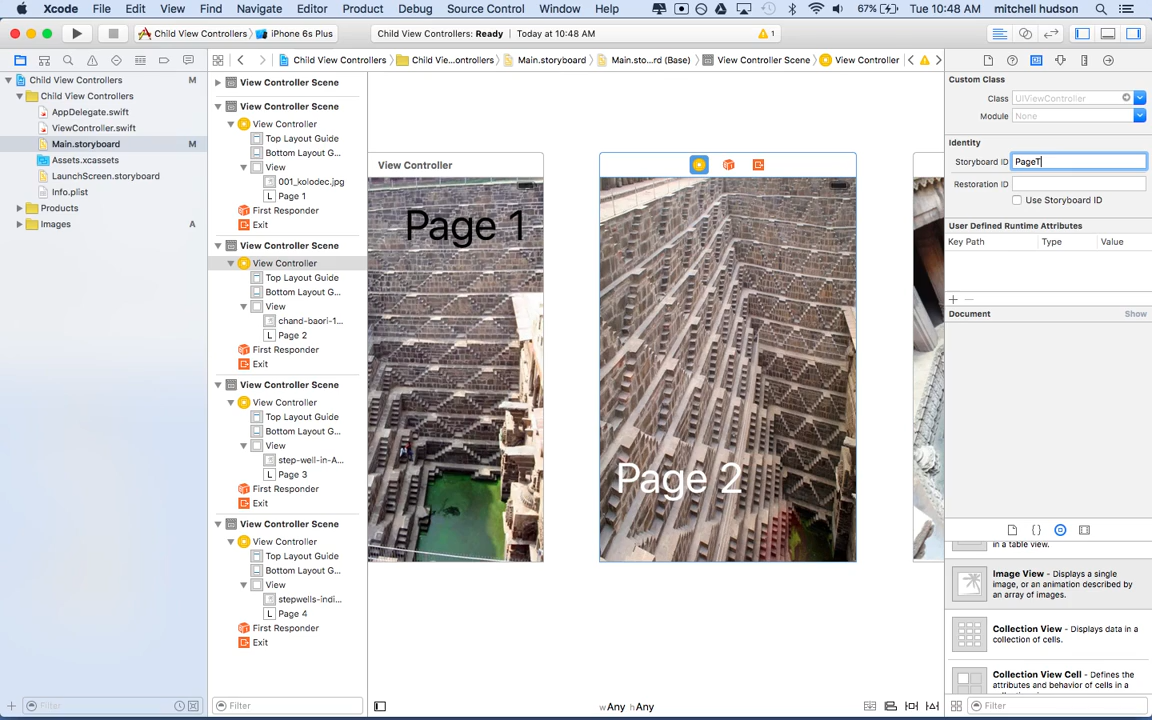 Xcode File Edit View Find Navigate Editor Product Debug Source Control Window Help 67% Tue 10:48 AM mitchell hudson
Child View Controllers iPhone 6s Plus Child View Controllers: Ready Today at 10:48 AM 1
Child View Controllers Child Vie...ontrollers Main.storyboard Main.sto...rd (Base) View Controller Scene View Controller
Child View Controllers
Child View Controllers
AppDelegate.swift
ViewController.swift
Main.storyboard M
Assets.xcassets
LaunchScreen.storyboard
Info.plist
Products
Images A
Filter
View Controller Scene
View Controller Scene
View Controller
Top Layout Guide
Bottom Layout G...
View
001_kolodec.jpg
Page 1
First Responder
Exit
View Controller Scene
View Controller
Top Layout Guide
Bottom Layout G...
View
chand-baori-1...
Page 2
First Responder
Exit
View Controller Scene
View Controller
Top Layout Guide
Bottom Layout G...
View
step-well-in-A...
Page 3
First Responder
Exit
View Controller Scene
View Controller
Top Layout Guide
Bottom Layout G...
View
stepwells-indi...
Page 4
First Responder
Exit
Filter
View Controller
Page 1
Page 2
wAny hAny
Custom Class
Class UIViewController
Module None
Identity
Storyboard ID PageT
Restoration ID
Use Storyboard ID
User Defined Runtime Attributes
Key Path Type Value
Document Show
in a table view.
Image View - Displays a single
image, or an animation described by
an array of images.
Collection View - Displays data in a
collection of cells.
Collection View Cell - Defines the
attributes and behavior of cells in a
Filter